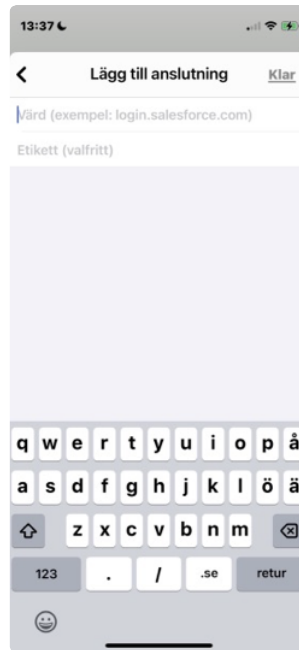 13:37
Lägg till anslutning
Klar
Värd (exempel: login.salesforce.com)
Etikett (valfritt)
q w e r t y u i o p å
a s d f g h j k l ö ä
z x c v b n m
123 . / .se retur